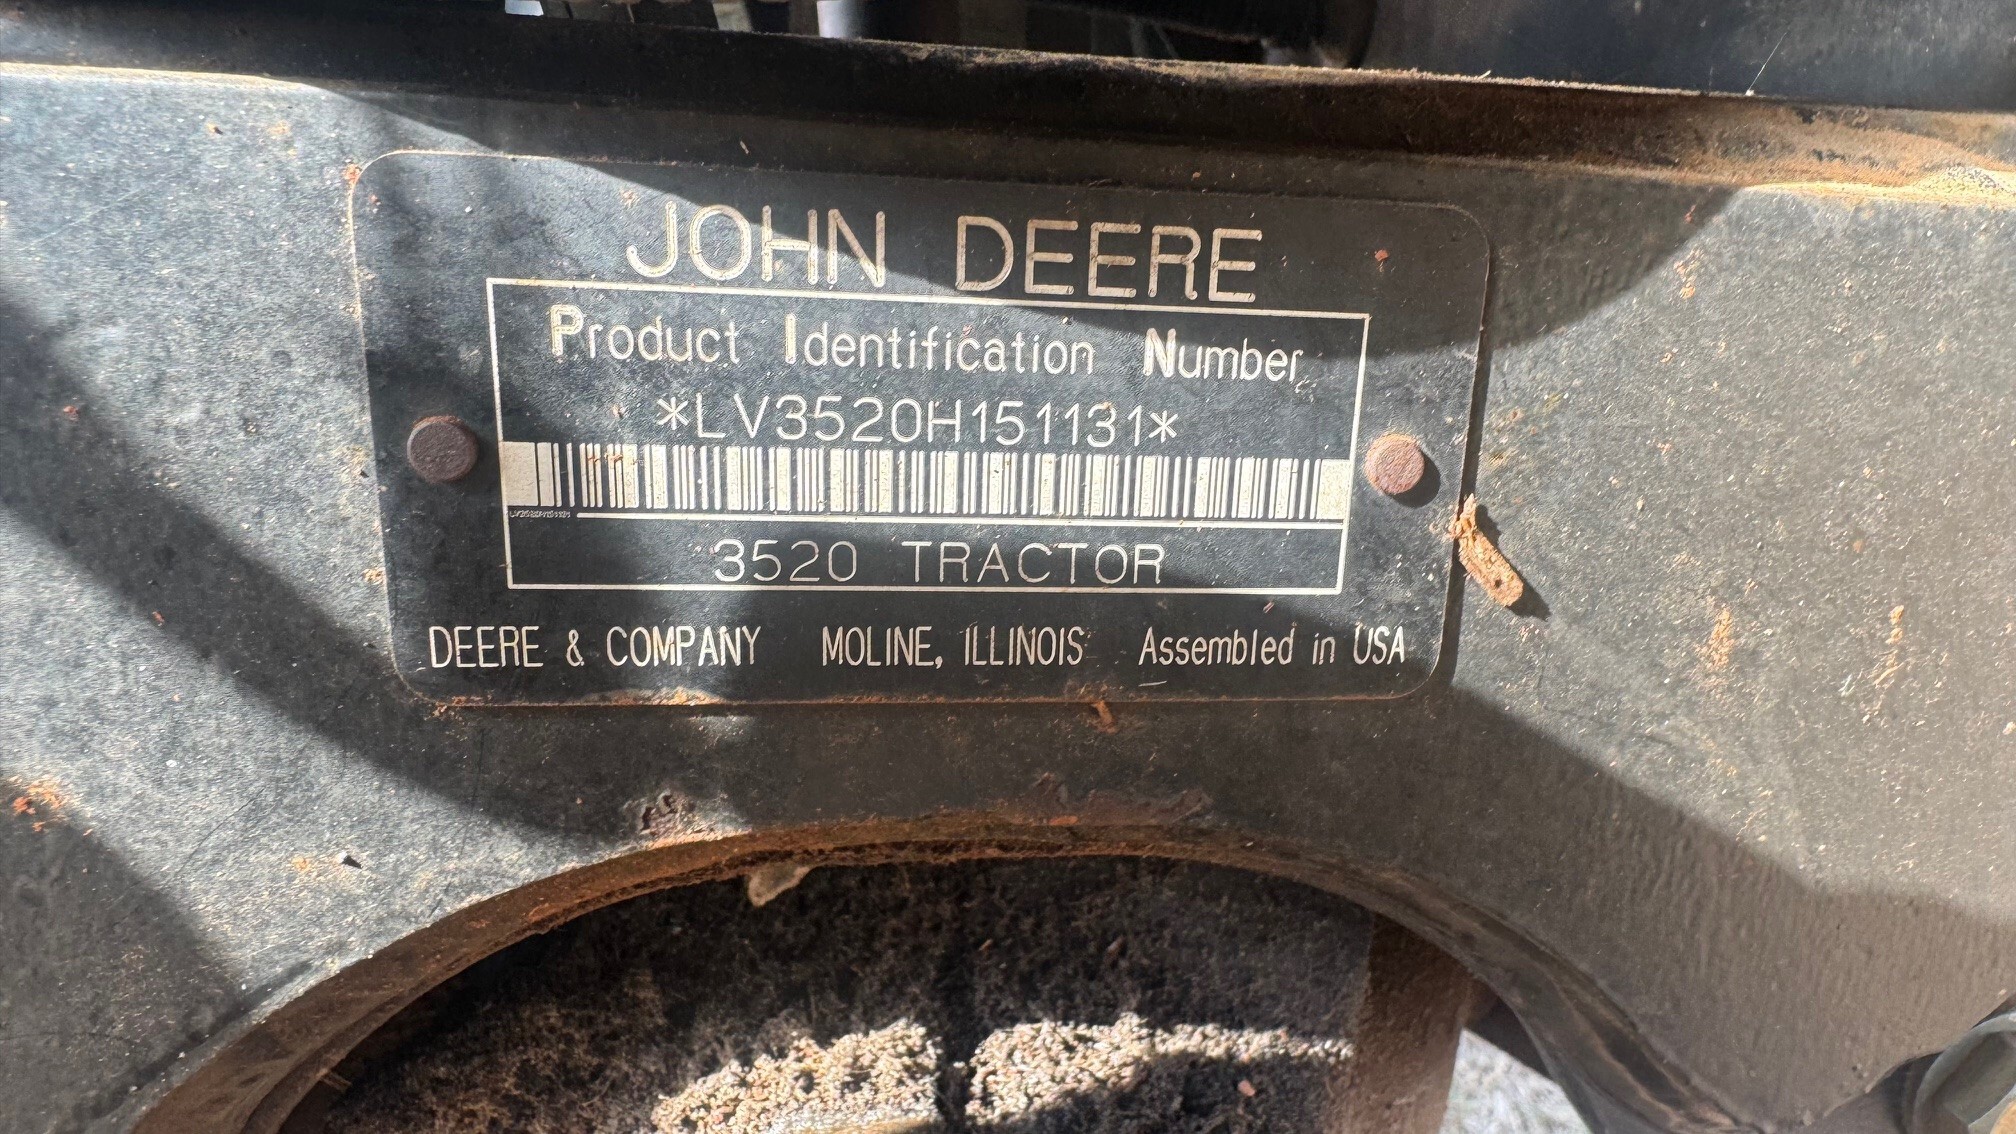 JOHN DEERE
Product Identification Number
*LV3520H151131*
3520 TRACTOR
DEERE & COMPANY MOLINE, ILLINOIS Assembled in USA